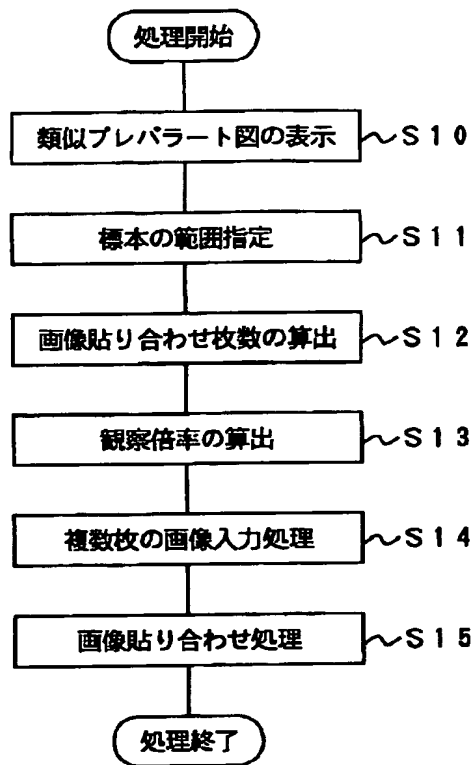 処理開始
類似プレパラート図の表示 S10
標本の範囲指定 S11
画像貼り合わせ枚数の算出 S12
観察倍率の算出 S13
複数枚の画像入力処理 S14
画像貼り合わせ処理 S15
処理終了